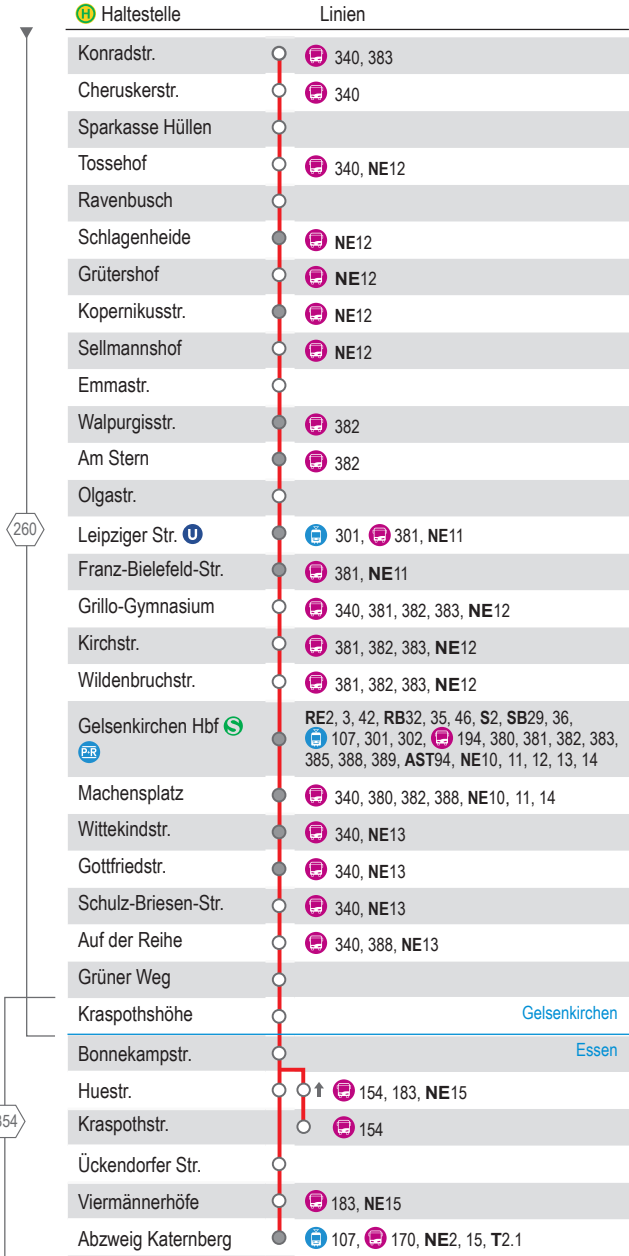 H Haltestelle Linien
Konradstr. 340, 383
Cheruskerstr. 340
Sparkasse Hüllen
Tossehof 340, NE12
Ravenbusch
Schlagenheide NE12
Grütershof NE12
Kopernikusstr. NE12
Sellmannshof NE12
Emmastr.
Walpurgisstr. 382
Am Stern 382
Olgastr.
260
Leipziger Str. U 301, 381, NE11
Franz-Bielefeld-Str. 381, NE11
Grillo-Gymnasium 340, 381, 382, 383, NE12
Kirchstr. 381, 382, 383, NE12
Wildenbruchstr. 381, 382, 383, NE12
Gelsenkirchen Hbf S
P+R
RE2, 3, 42, RB32, 35, 46, S2, SB29, 36,
107, 301, 302, 194, 380, 381, 382, 383,
385, 388, 389, AST94, NE10, 11, 12, 13, 14
Machensplatz 340, 380, 382, 388, NE10, 11, 14
Wittekindstr. 340, NE13
Gottfriedstr. 340, NE13
Schulz-Briesen-Str. 340, NE13
Auf der Reihe 340, 388, NE13
Grüner Weg
Kraspothshöhe Gelsenkirchen
Bonnekampstr. Essen
Huestr. 154, 183, NE15
Kraspothstr. 154
Ückendorfer Str.
Viermännerhöfe 183, NE15
Abzweig Katernberg 107, 170, NE2, 15, T2.1